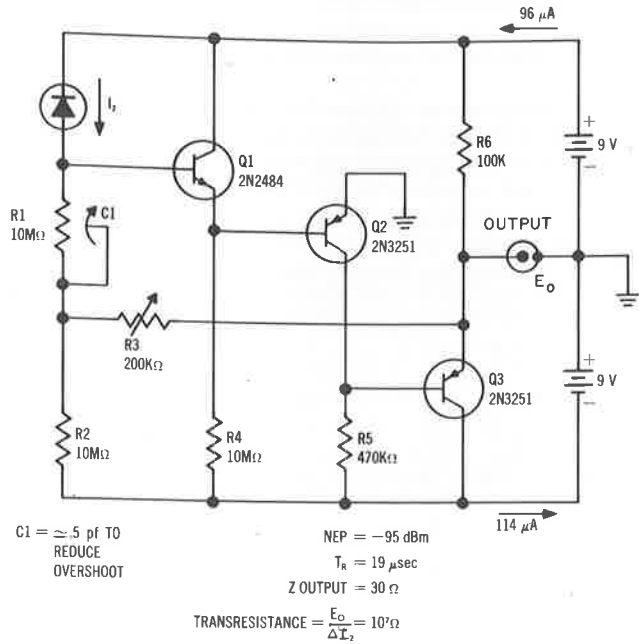 96 μA
I₂
+
9 V
−
Q1
2N2484
R6
100K
R1
10MΩ
C1
Q2
2N3251
OUTPUT
E₀
R3
200KΩ
+
9 V
−
Q3
2N3251
R2
10MΩ
R4
10MΩ
R5
470KΩ
114 μA
C1 = ≃ .5 pf TO
REDUCE
OVERSHOOT
NEP = −95 dBm
T_R = 19 μsec
Z OUTPUT = 30 Ω
TRANSRESISTANCE = E₀ / ΔI₂ = 10⁷Ω